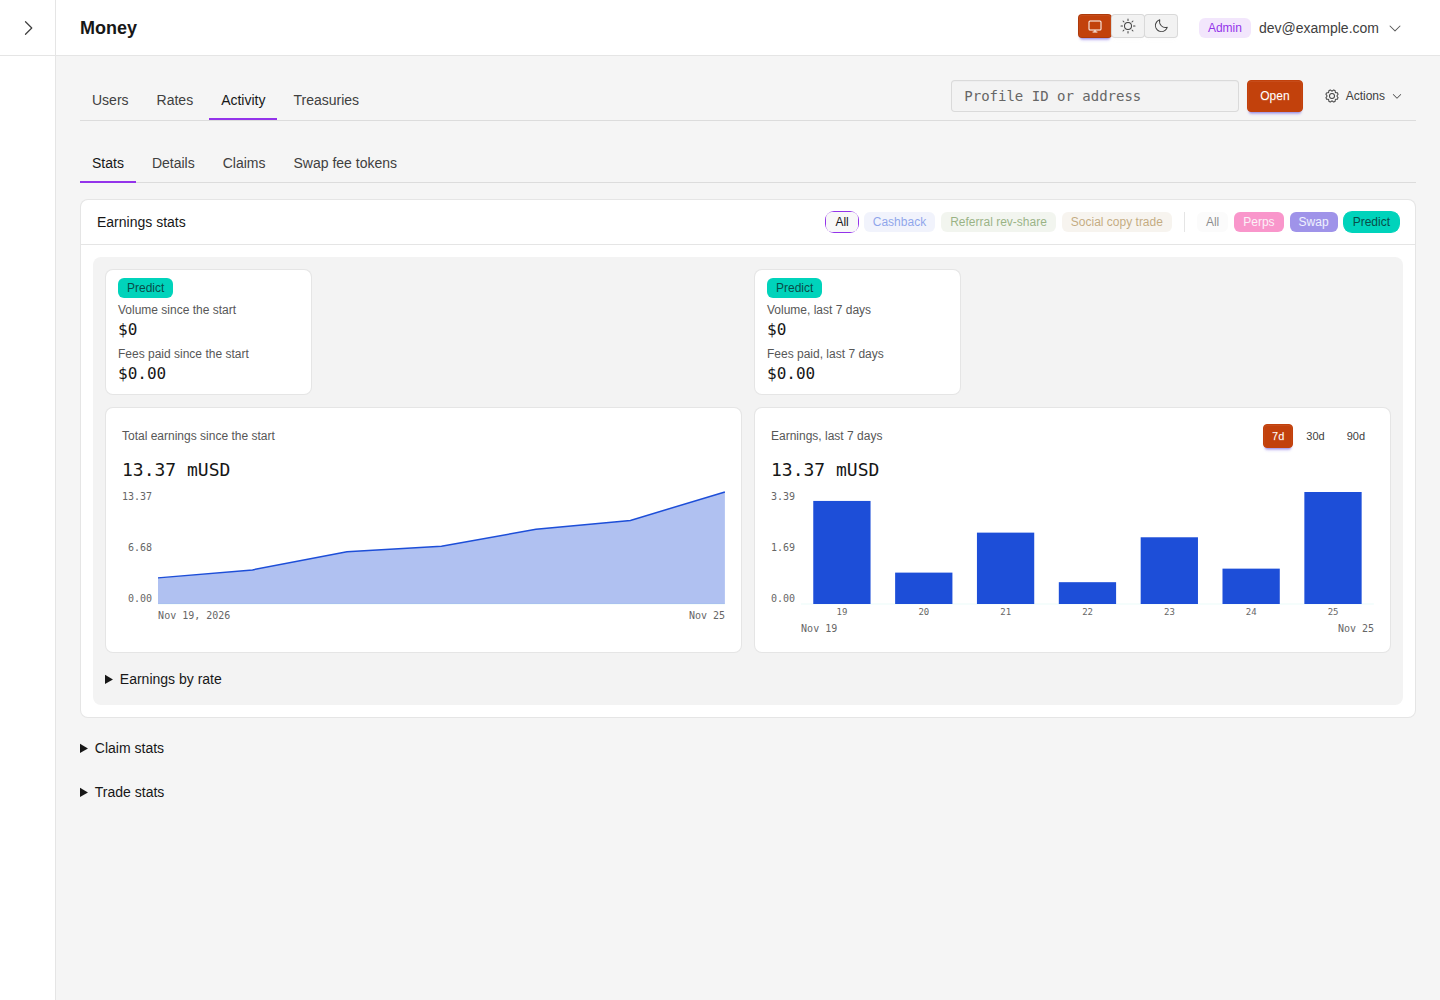 Money
Admin
dev@example.com
Users
Rates
Activity
Treasuries
Profile ID or address
Open
Actions
Stats
Details
Claims
Swap fee tokens
Earnings stats
All
Cashback
Referral rev-share
Social copy trade
All
Perps
Swap
Predict
Predict
Volume since the start
$0
Fees paid since the start
$0.00
Predict
Volume, last 7 days
$0
Fees paid, last 7 days
$0.00
Total earnings since the start
13.37 mUSD
13.37
6.68
0.00
Nov 19, 2026
Nov 25
Earnings, last 7 days
7d
30d
90d
13.37 mUSD
3.39
1.69
0.00
19
20
21
22
23
24
25
Nov 19
Nov 25
Earnings by rate
Claim stats
Trade stats